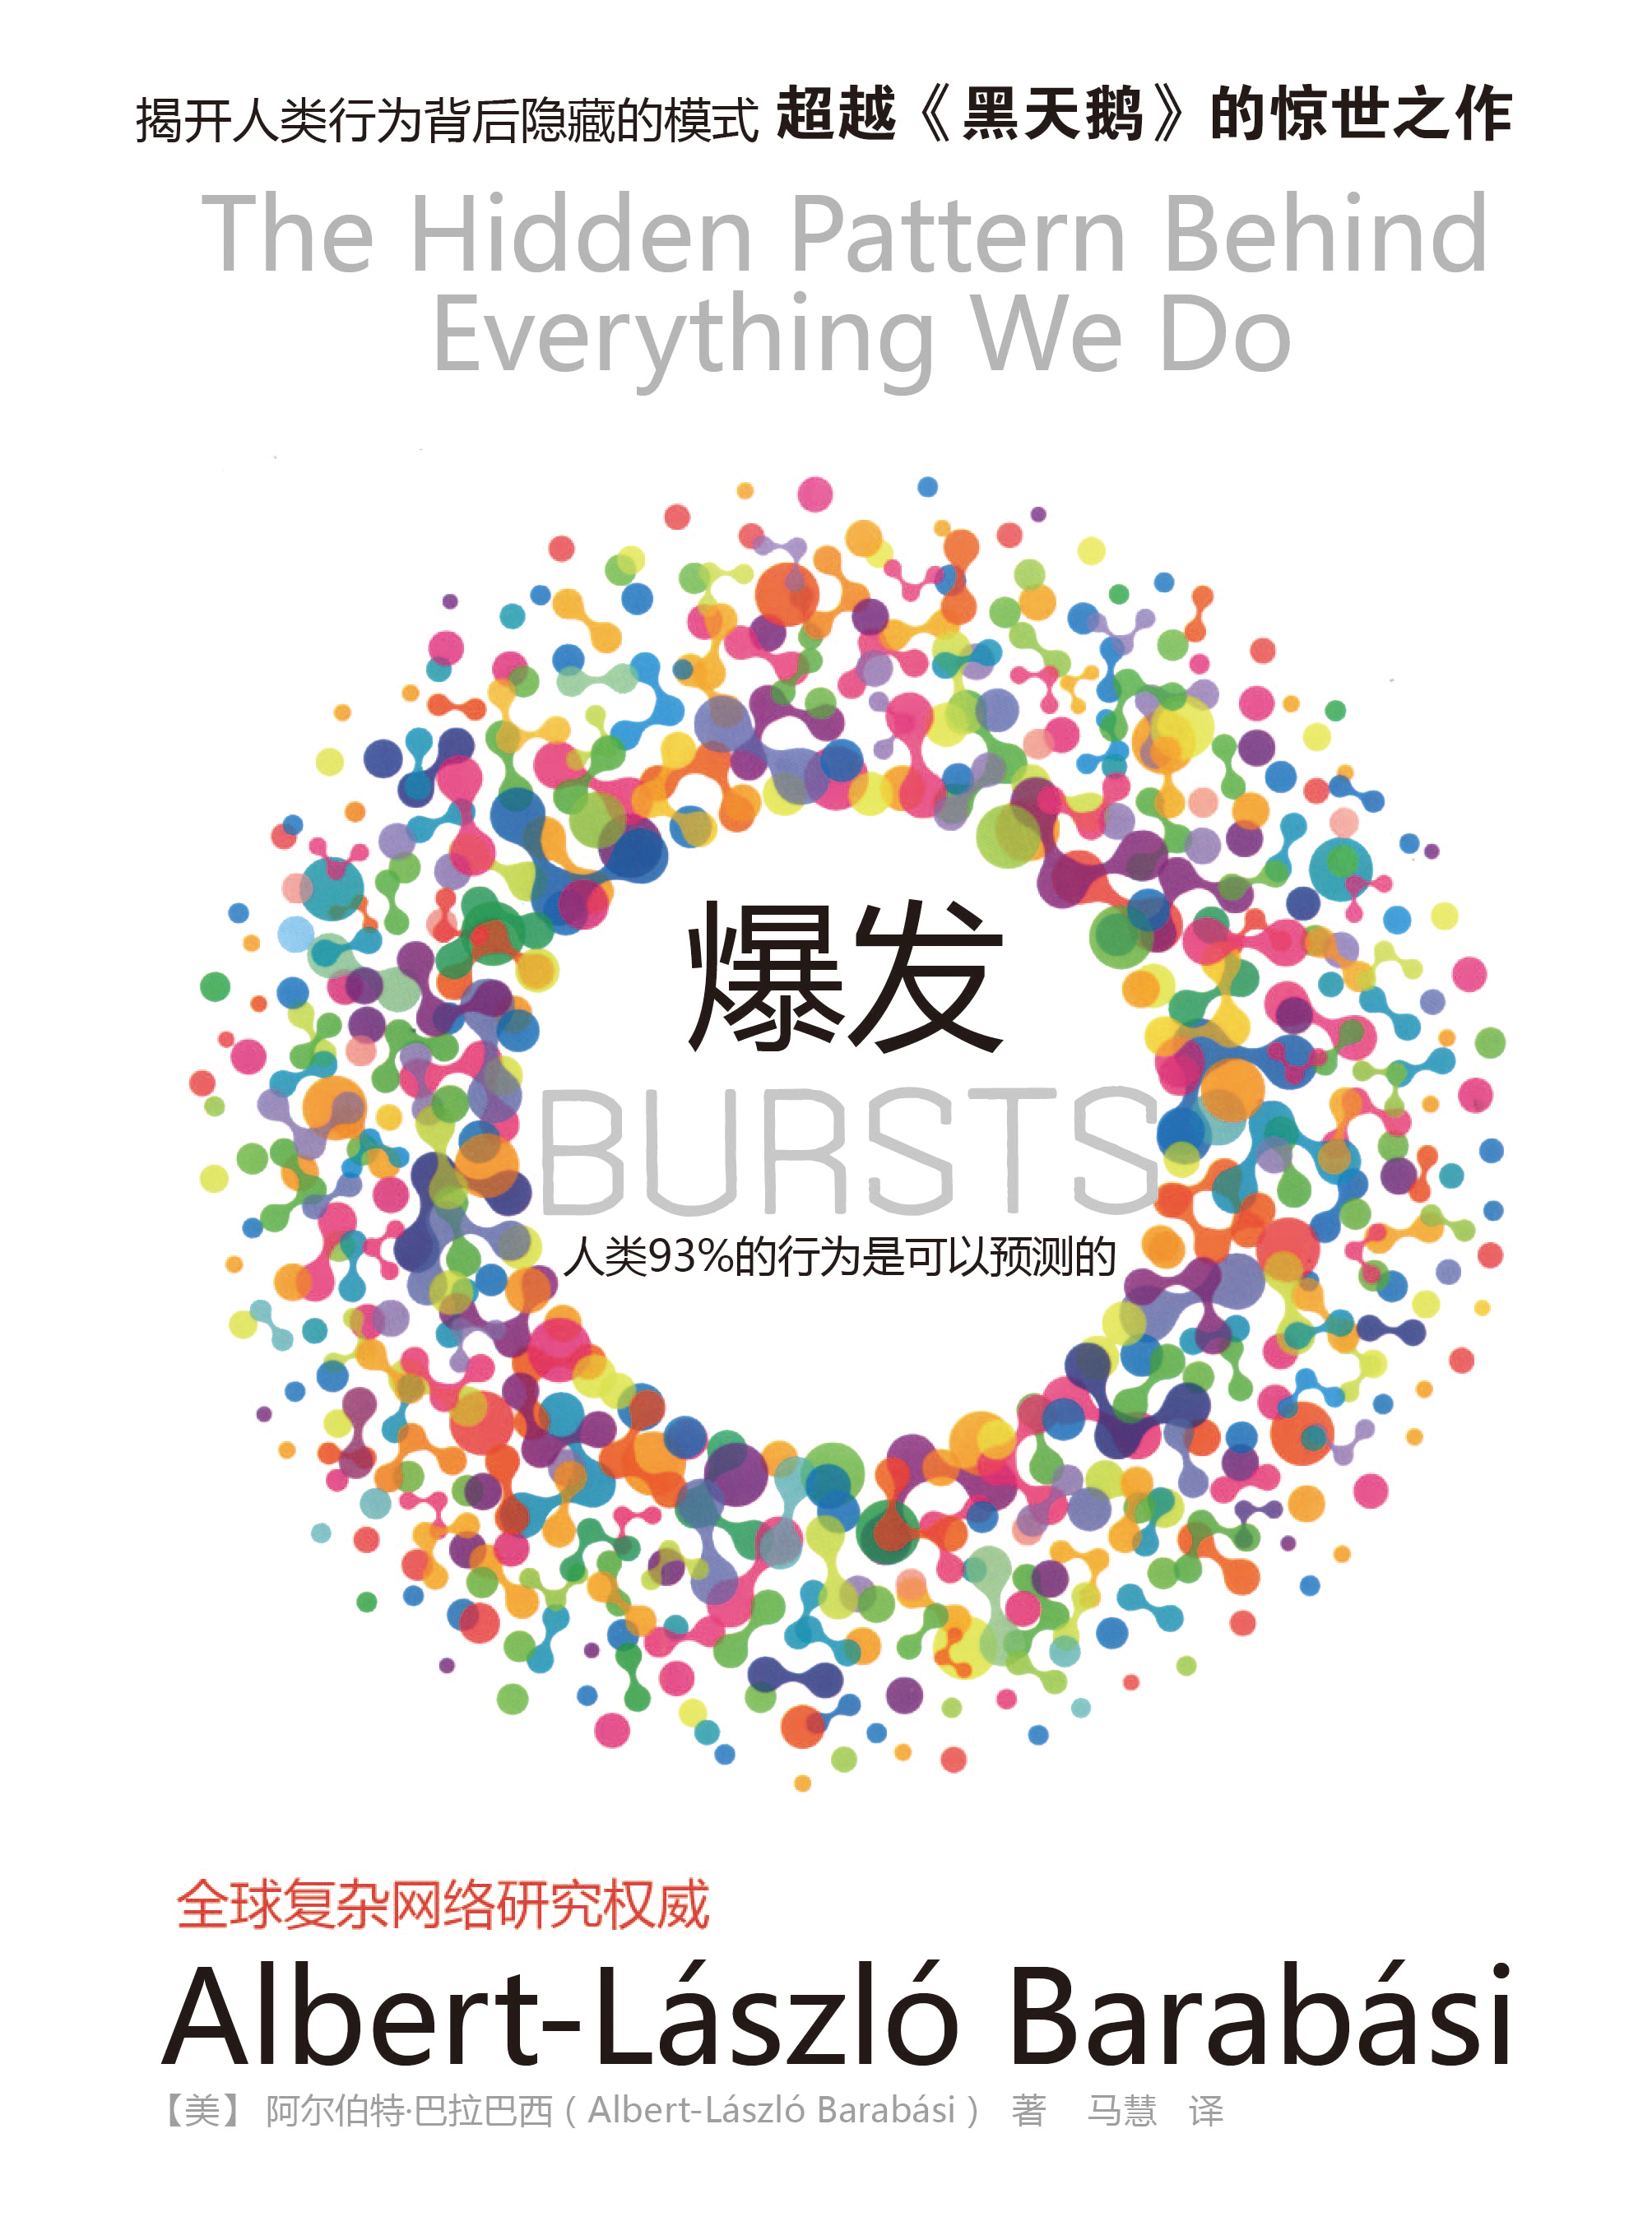 揭开人类行为背后隐藏的模式 超越《黑天鹅》的惊世之作
The Hidden Pattern Behind
Everything We Do
爆发
BURSTS
人类93%的行为是可以预测的
全球复杂网络研究权威
Albert-László Barabási
【美】 阿尔伯特·巴拉巴西（Albert-László Barabási） 著 马慧 译